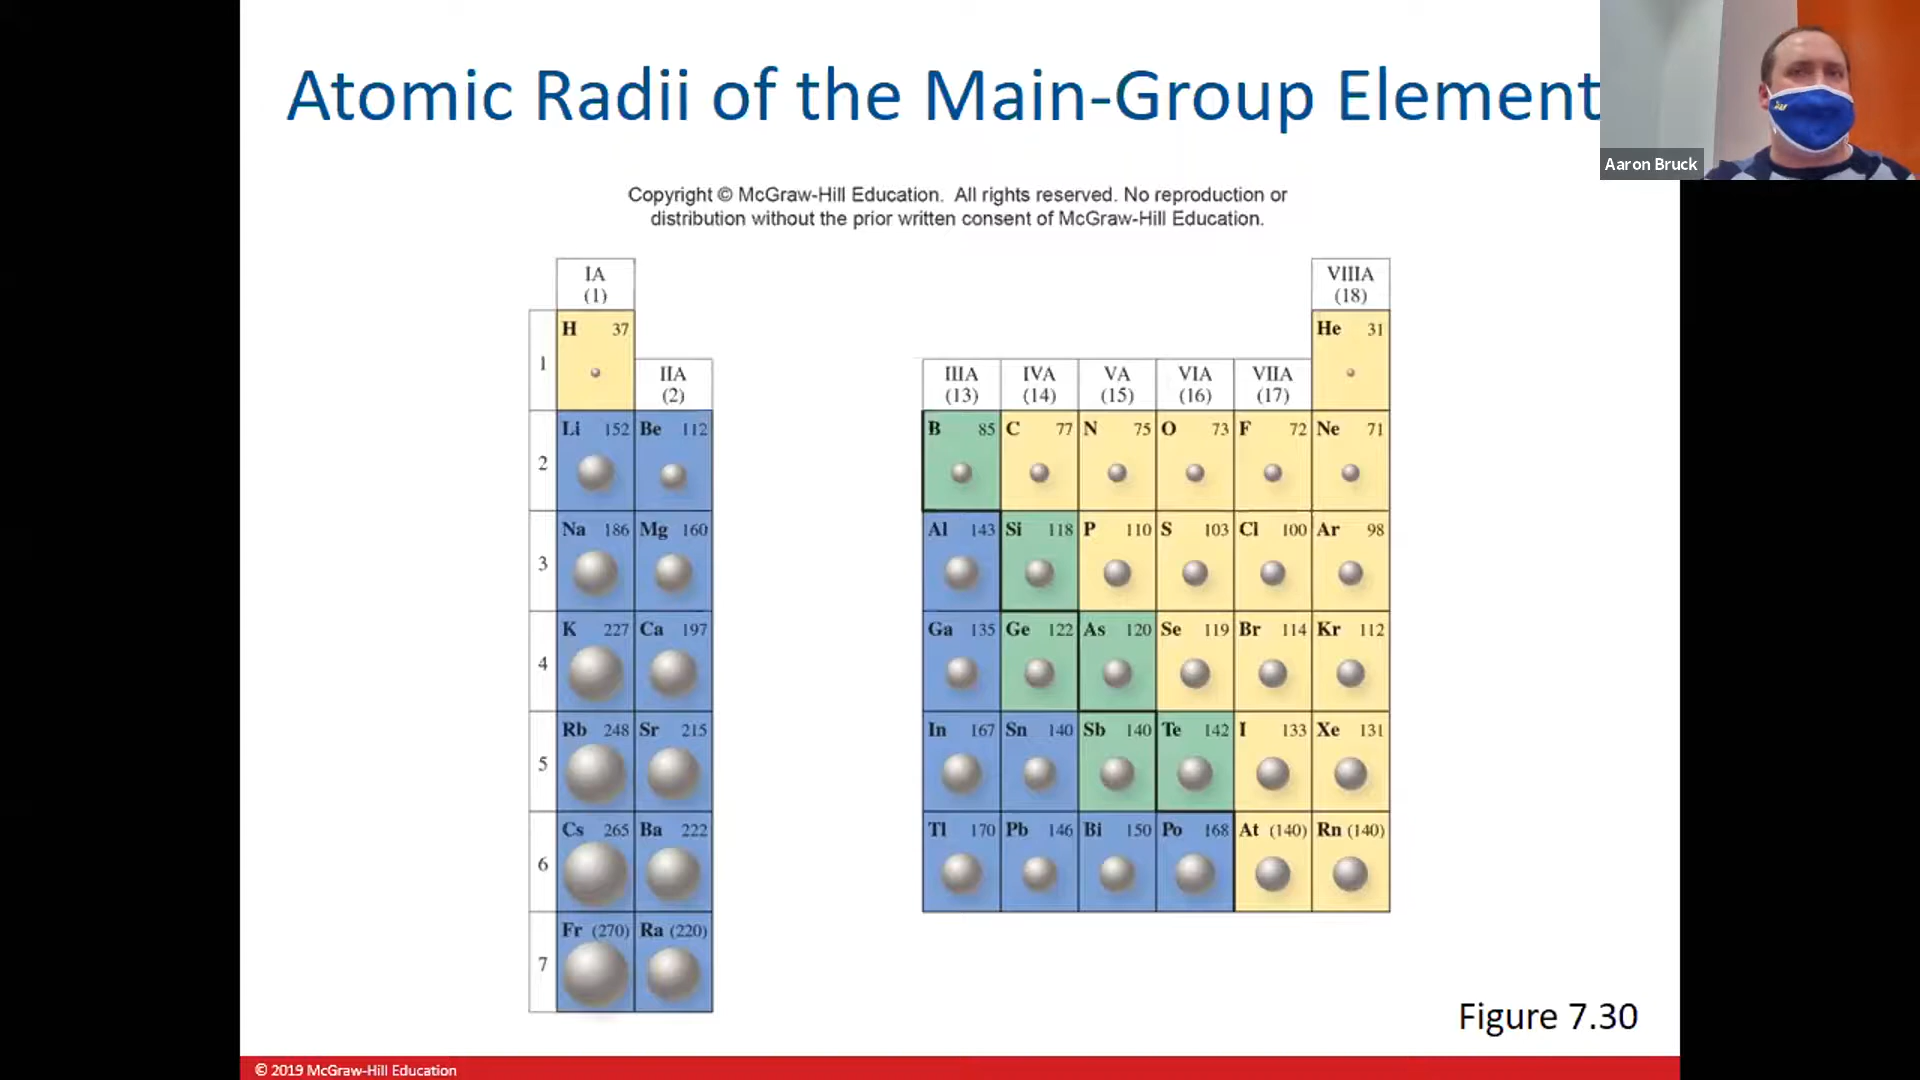 Atomic Radii of the Main-Group Element
Aaron Bruck
Copyright © McGraw-Hill Education. All rights reserved. No reproduction or
distribution without the prior written consent of McGraw-Hill Education.
IA
(1)
VIIIA
(18)
H 37
He 31
1
IIA
(2)
IIIA
(13)
IVA
(14)
VA
(15)
VIA
(16)
VIIA
(17)
Li 152 Be 112 B 85 C 77 N 75 O 73 F 72 Ne 71
2
Na 186 Mg 160 Al 143 Si 118 P 110 S 103 Cl 100 Ar 98
3
K 227 Ca 197 Ga 135 Ge 122 As 120 Se 119 Br 114 Kr 112
4
Rb 248 Sr 215 In 167 Sn 140 Sb 140 Te 142 I 133 Xe 131
5
Cs 265 Ba 222 Tl 170 Pb 146 Bi 150 Po 168 At (140) Rn (140)
6
Fr (270) Ra (220)
7
Figure 7.30
© 2019 McGraw-Hill Education